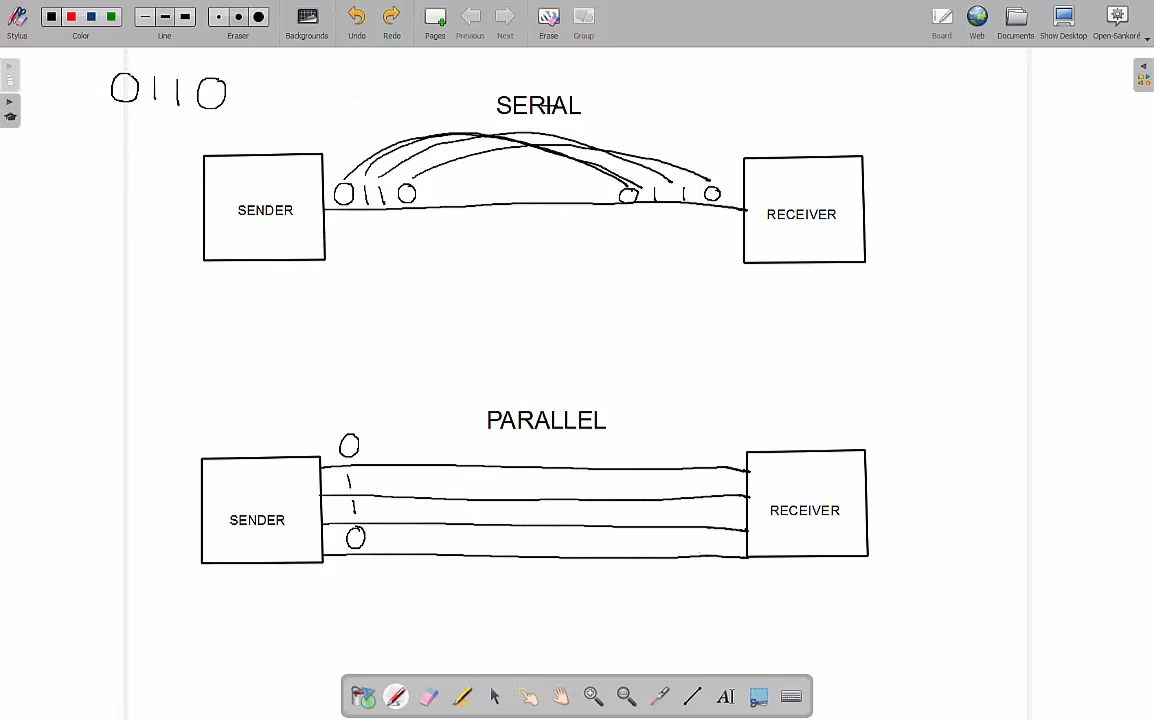 Stylus Color Line Eraser Backgrounds Undo Redo Pages Previous Next Erase Group Board Web Documents Show Desktop Open-Sankoré
0110
SERIAL
0110 0110
SENDER RECEIVER
PARALLEL
0
1
1
0
SENDER RECEIVER
AI